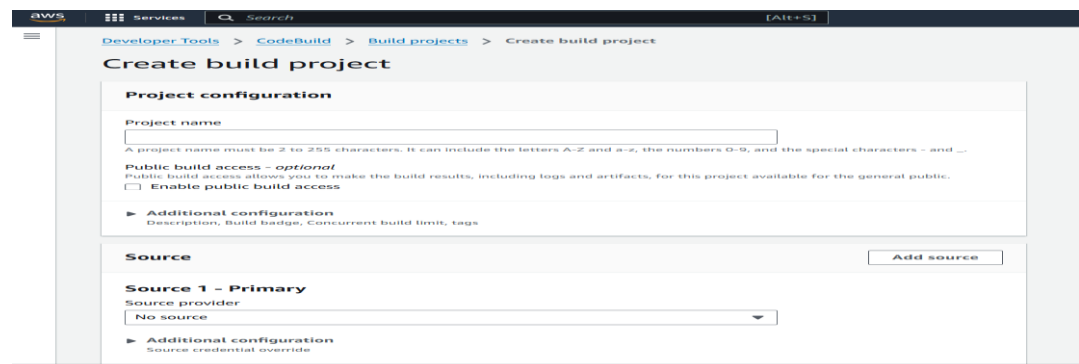 aws Services Search [Alt+S]
Developer Tools > CodeBuild > Build projects > Create build project
Create build project
Project configuration
Project name
A project name must be 2 to 255 characters. It can include the letters A-Z and a-z, the numbers 0-9, and the special characters - and _.
Public build access - optional
Public build access allows you to make the build results, including logs and artifacts, for this project available for the general public.
Enable public build access
Additional configuration
Description, Build badge, Concurrent build limit, tags
Source Add source
Source 1 - Primary
Source provider
No source
Additional configuration
Source credential override